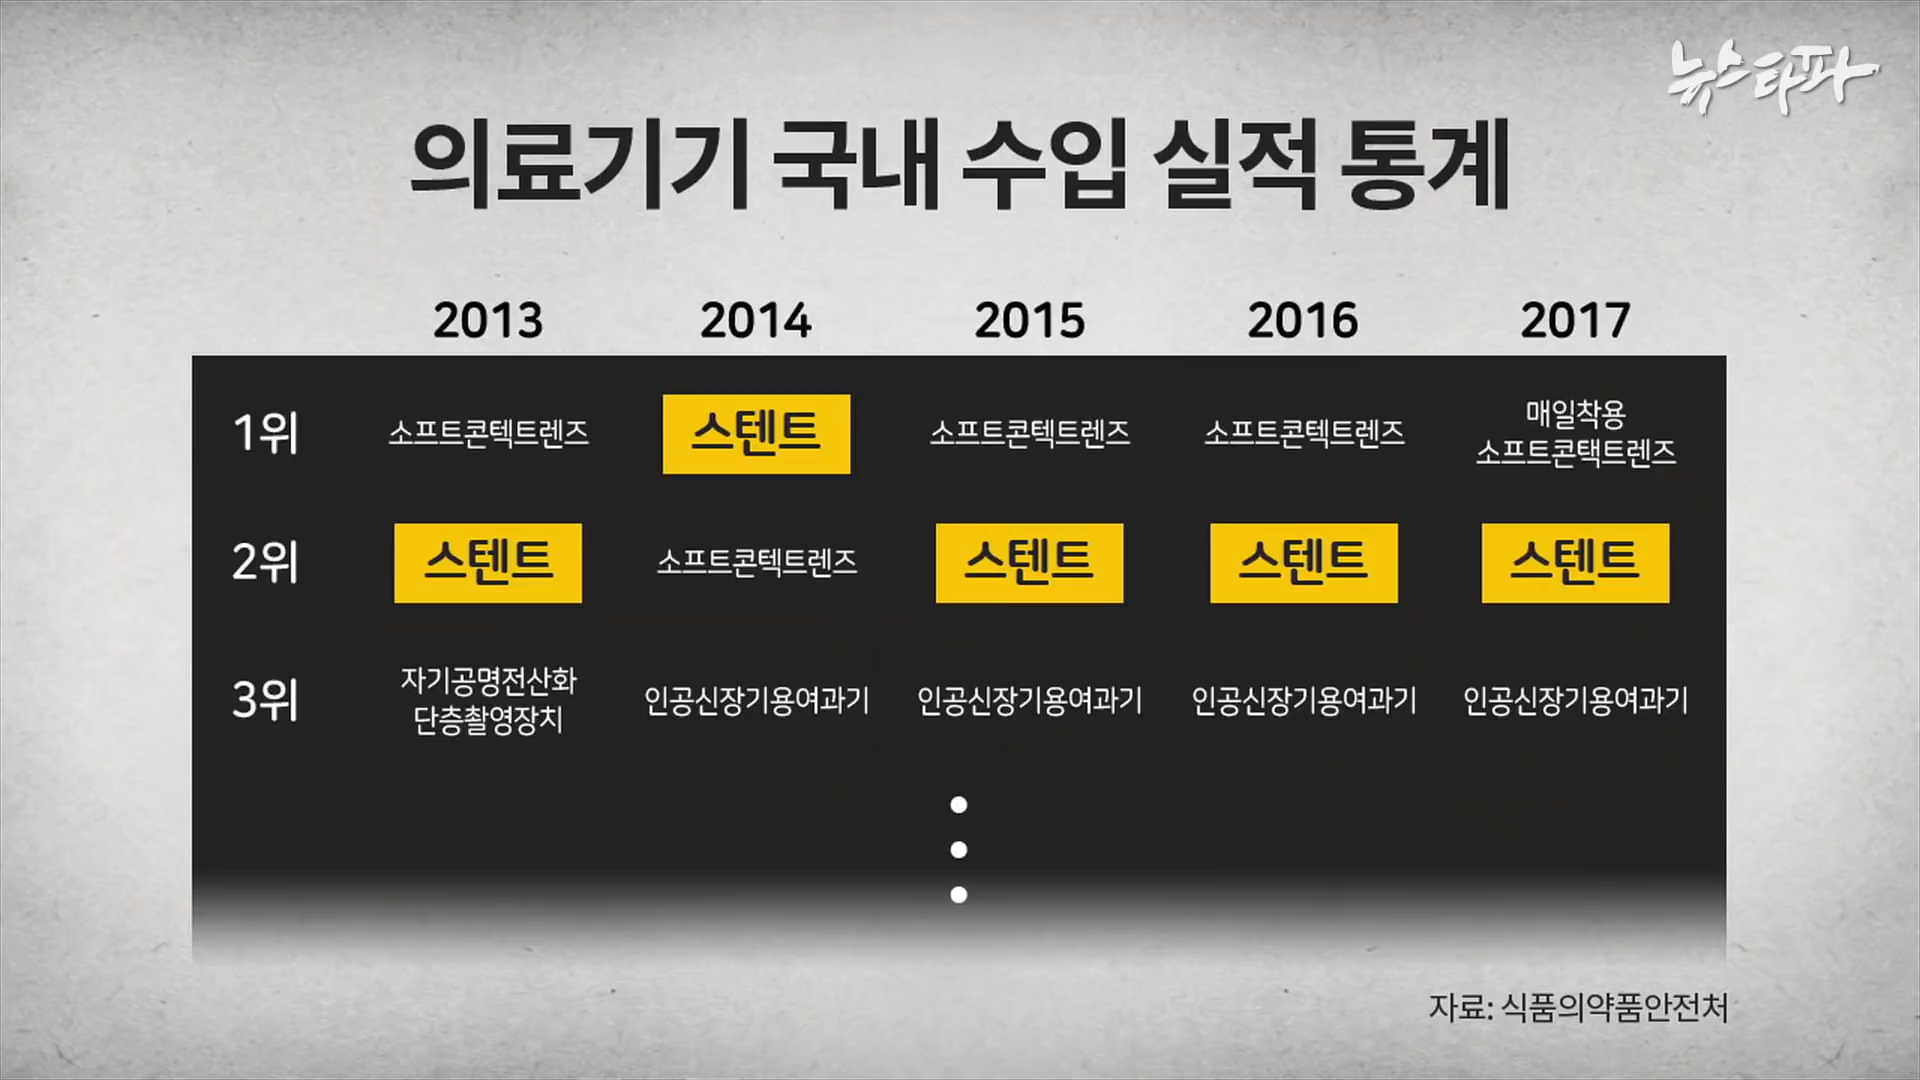 뉴스타파
의료기기 국내 수입 실적 통계
2013 2014 2015 2016 2017
1위 소프트콘텍트렌즈 스텐트 소프트콘텍트렌즈 소프트콘텍트렌즈 매일착용
소프트콘택트렌즈
2위 스텐트 소프트콘텍트렌즈 스텐트 스텐트 스텐트
3위 자기공명전산화
단층촬영장치 인공신장기용여과기 인공신장기용여과기 인공신장기용여과기 인공신장기용여과기
자료: 식품의약품안전처